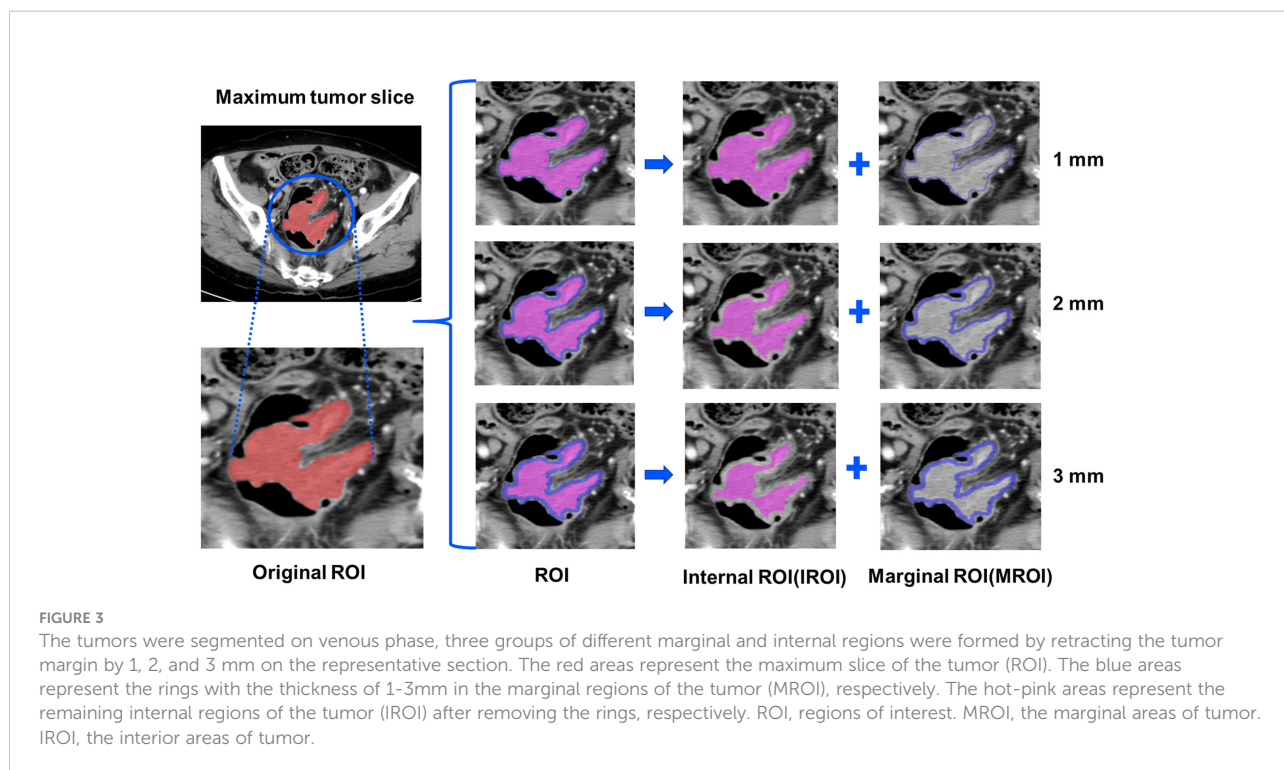 Maximum tumor slice
Original ROI
1 mm
2 mm
3 mm
ROI
Internal ROI(IROI)
Marginal ROI(MROI)
FIGURE 3
The tumors were segmented on venous phase, three groups of different marginal and internal regions were formed by retracting the tumor
margin by 1, 2, and 3 mm on the representative section. The red areas represent the maximum slice of the tumor (ROI). The blue areas
represent the rings with the thickness of 1-3mm in the marginal regions of the tumor (MROI), respectively. The hot-pink areas represent the
remaining internal regions of the tumor (IROI) after removing the rings, respectively. ROI, regions of interest. MROI, the marginal areas of tumor.
IROI, the interior areas of tumor.